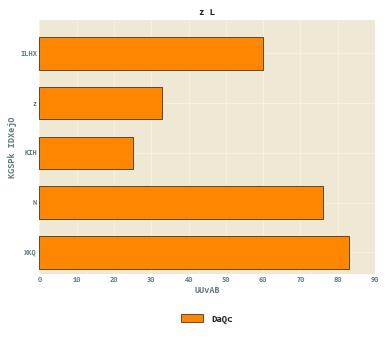 z L
ILHX
z
KIH
N
XKQ
KGSPk IDXejO
0 10 20 30 40 50 60 70 80 90
UUvAB
DaQc